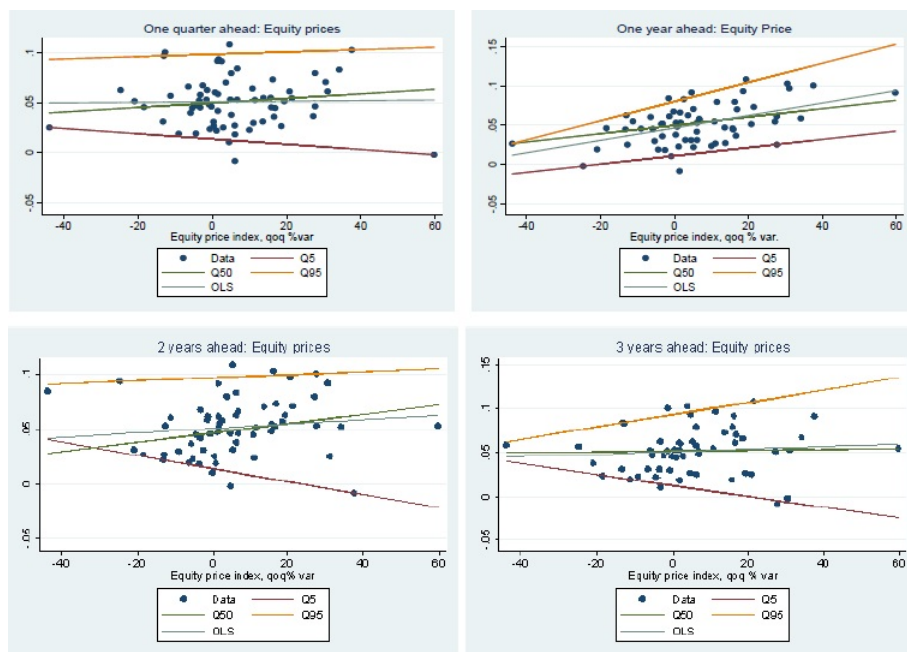 One quarter ahead: Equity prices
.1
.05
0
-.05
-40 -20 0 20 40 60
Equity price index, qoq %var
Data Q5
Q50 Q95
OLS
One year ahead: Equity Price
.15
.1
.05
0
-.05
-40 -20 0 20 40 60
Equity price index, qoq % var.
Data Q5
Q50 Q95
OLS
2 years ahead: Equity prices
.1
.05
0
-.05
-40 -20 0 20 40 60
Equity price index, qoq% var
Data Q5
Q50 Q95
OLS
3 years ahead: Equity prices
.15
.1
.05
0
-.05
-40 -20 0 20 40 60
Equity price index, qoq % var
Data Q5
Q50 Q95
OLS